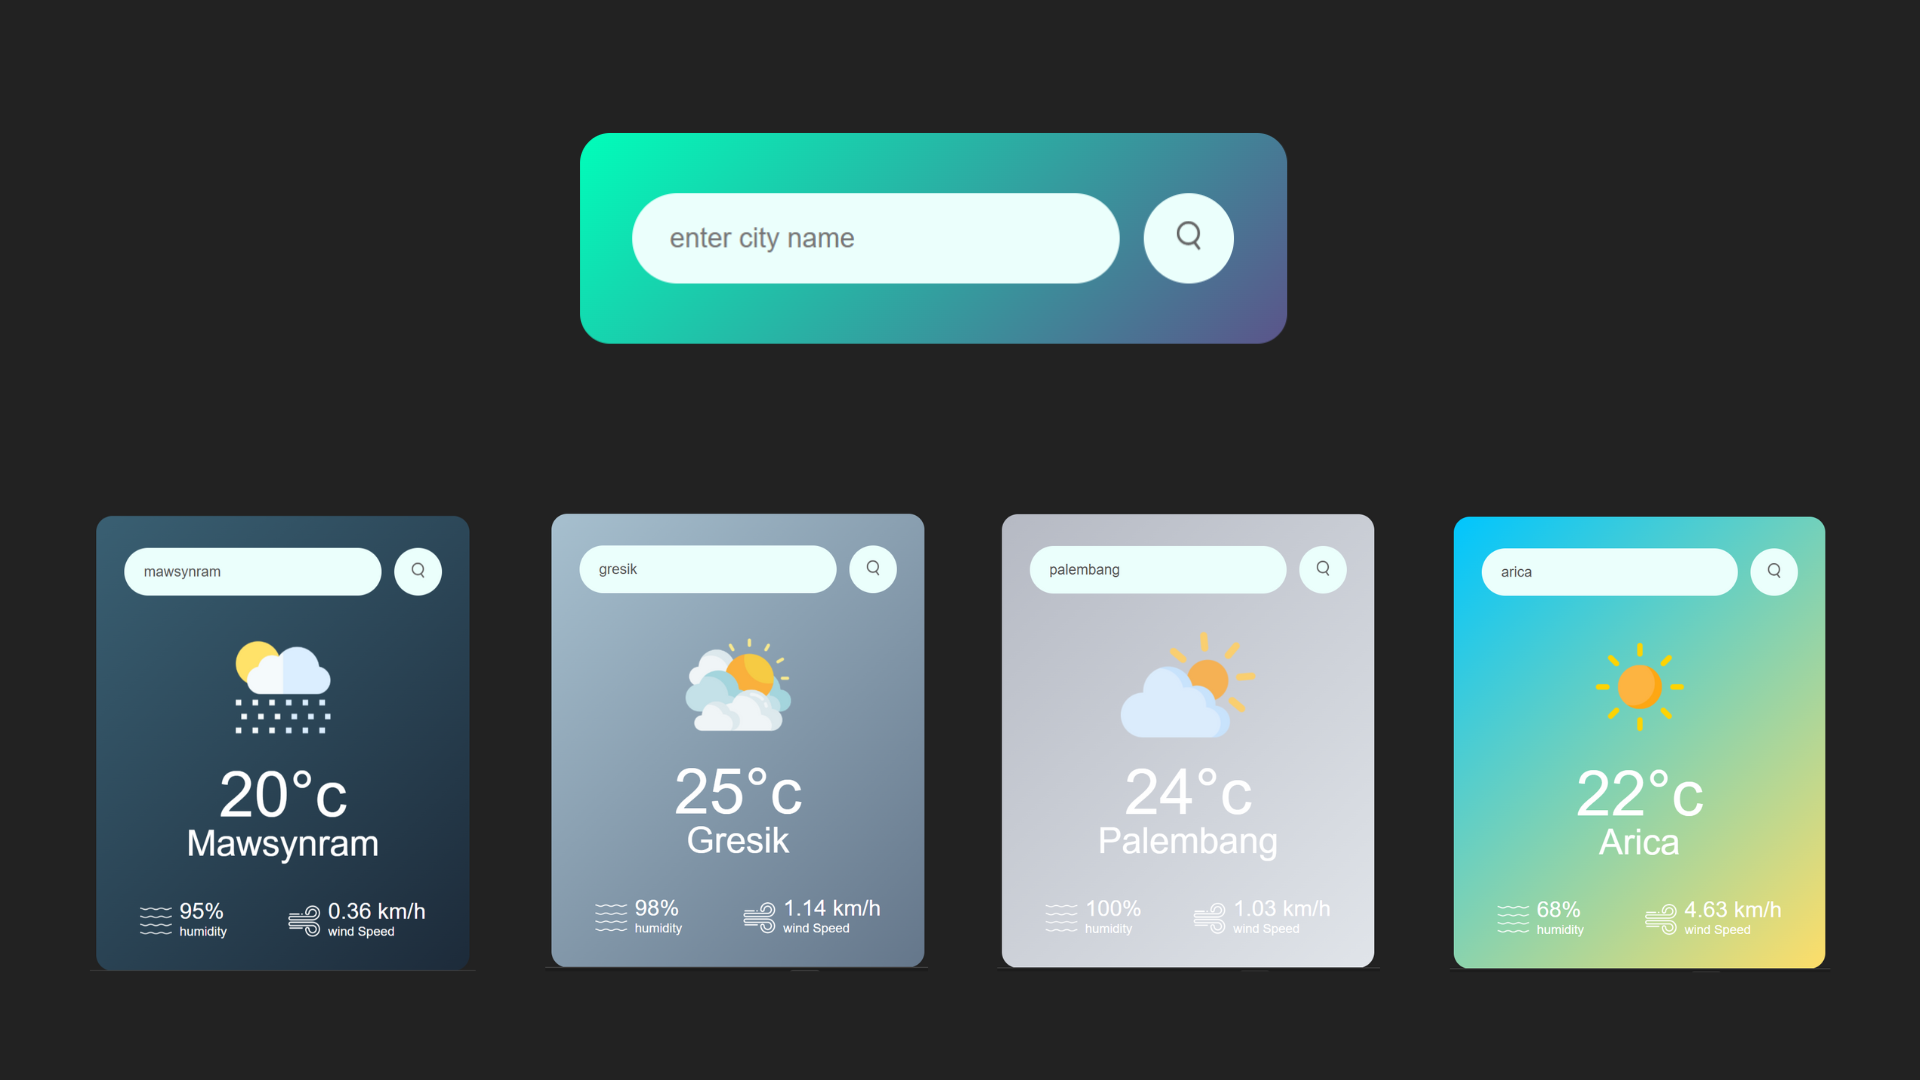 enter city name
mawsynram
20°c
Mawsynram
95%
humidity
0.36 km/h
wind Speed
gresik
25°c
Gresik
98%
humidity
1.14 km/h
wind Speed
palembang
24°c
Palembang
100%
humidity
1.03 km/h
wind Speed
arica
22°c
Arica
68%
humidity
4.63 km/h
wind Speed